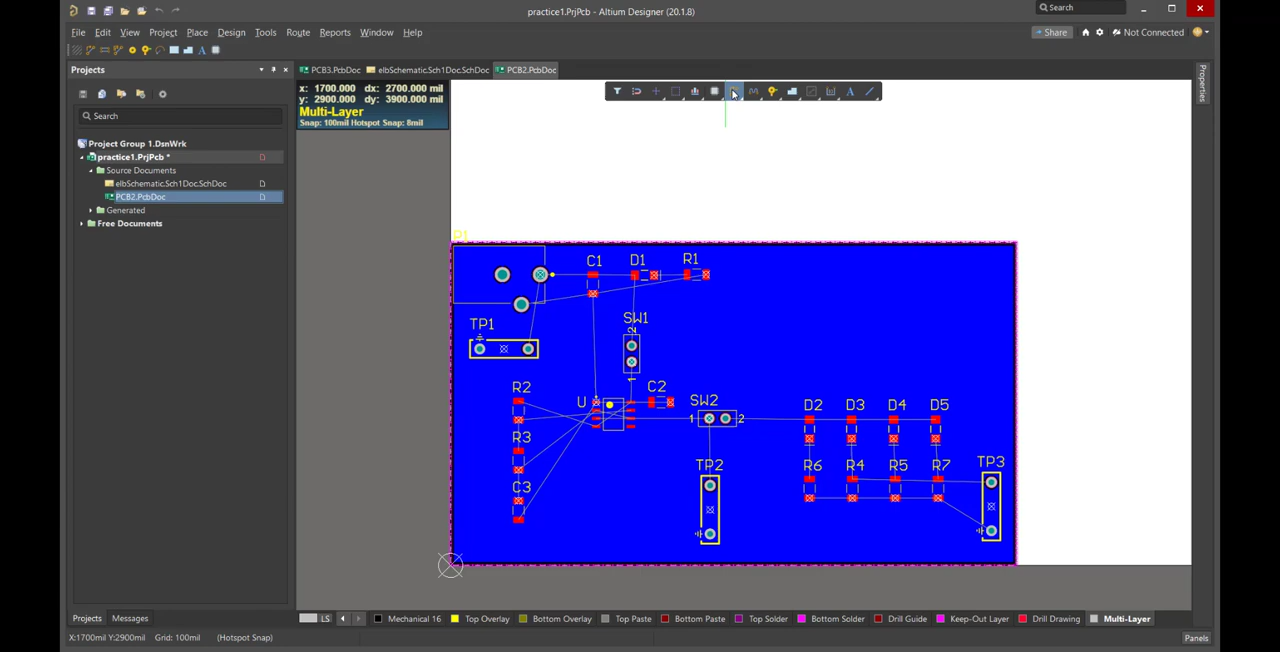 practice1.PrjPcb - Altium Designer (20.1.8)
Search
File Edit View Project Place Design Tools Route Reports Window Help
Share
Not Connected
A
Projects
PCB3.PcbDoc
elbSchematic.Sch1Doc.SchDoc
PCB2.PcbDoc
x: 1700.000 dx: 2700.000 mil
y: 2900.000 dy: 3900.000 mil
Multi-Layer
Snap: 100mil Hotspot Snap: 8mil
A
Properties
Search
Project Group 1.DsnWrk
practice1.PrjPcb *
Source Documents
elbSchematic.Sch1Doc.SchDoc
PCB2.PcbDoc
Generated
Free Documents
P1
C1 D1 R1
TP1
SW1
2
1
R2
U
C2
SW2
1 2
D2 D3 D4 D5
R3
TP2
R6 R4 R5 R7
TP3
C3
LS
Mechanical 16
Top Overlay
Bottom Overlay
Top Paste
Bottom Paste
Top Solder
Bottom Solder
Drill Guide
Keep-Out Layer
Drill Drawing
Multi-Layer
Projects Messages
X:1700mil Y:2900mil Grid: 100mil (Hotspot Snap)
Panels